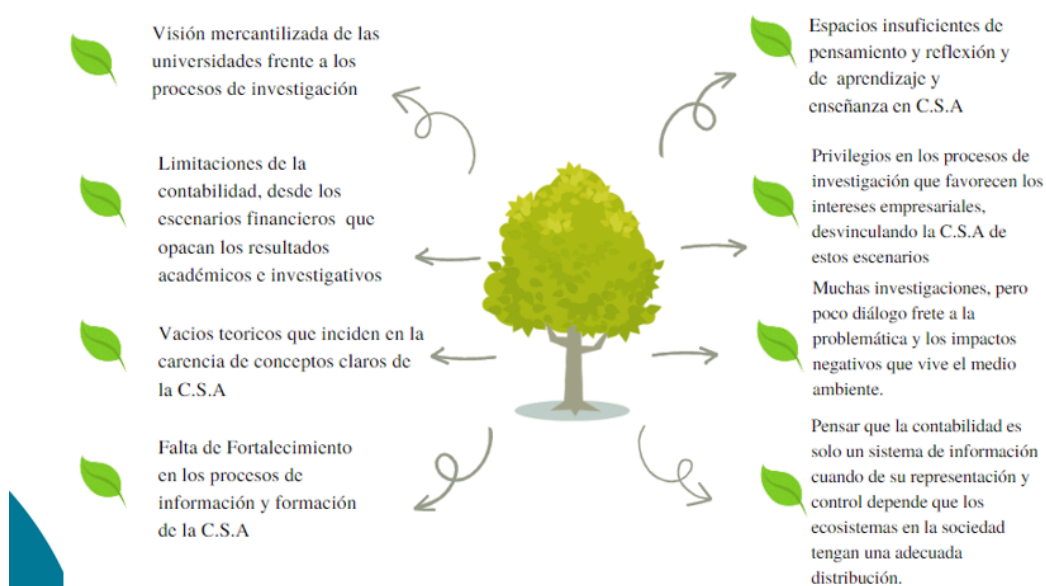 Visión mercantilizada de las
universidades frente a los
procesos de investigación
Limitaciones de la
contabilidad, desde los
escenarios financieros que
opacan los resultados
académicos e investigativos
Vacios teoricos que inciden en la
carencia de conceptos claros de
la C.S.A
Falta de Fortalecimiento
en los procesos de
información y formación
de la C.S.A
Espacios insuficientes de
pensamiento y reflexión y
de aprendizaje y
enseñanza en C.S.A
Privilegios en los procesos de
investigación que favorecen los
intereses empresariales,
desvinculando la C.S.A de
estos escenarios
Muchas investigaciones, pero
poco diálogo frete a la
problemática y los impactos
negativos que vive el medio
ambiente.
Pensar que la contabilidad es
solo un sistema de información
cuando de su representación y
control depende que los
ecosistemas en la sociedad
tengan una adecuada
distribución.